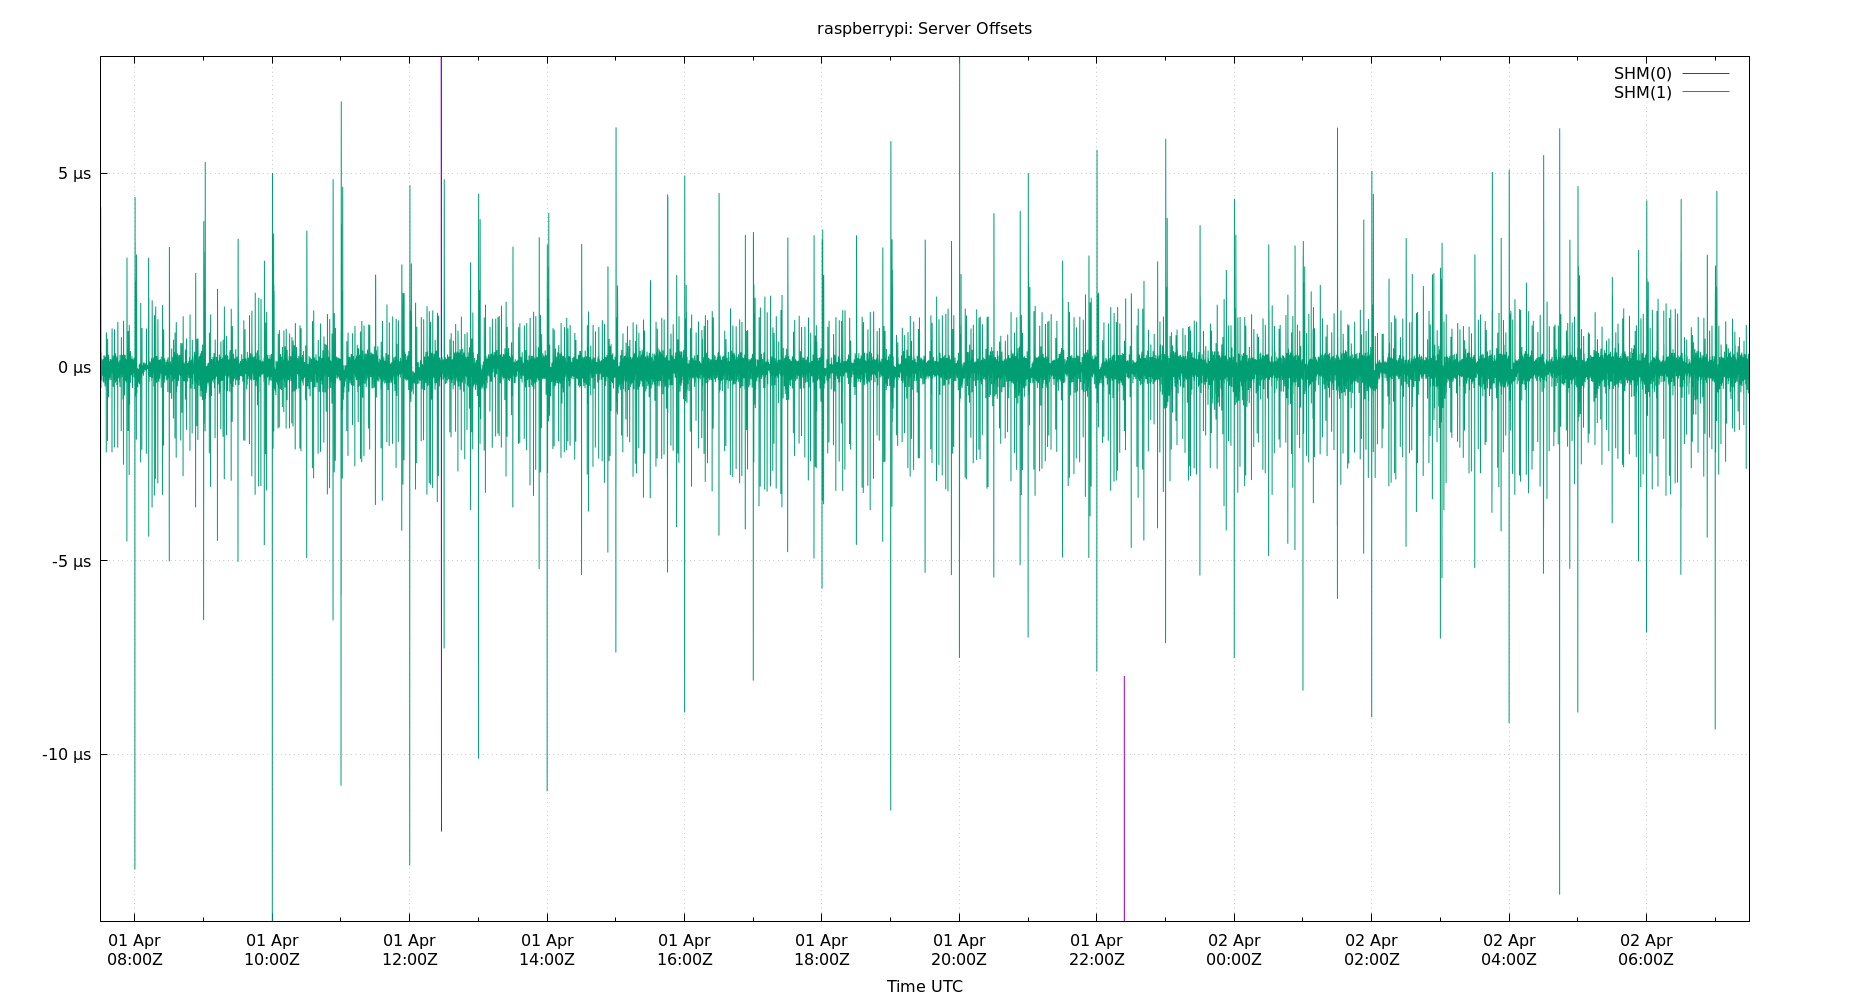 raspberrypi: Server Offsets
SHM(0)
SHM(1)
5 µs
0 µs
-5 µs
-10 µs
01 Apr 01 Apr 01 Apr 01 Apr 01 Apr 01 Apr 01 Apr 01 Apr 02 Apr 02 Apr 02 Apr 02 Apr
08:00Z 10:00Z 12:00Z 14:00Z 16:00Z 18:00Z 20:00Z 22:00Z 00:00Z 02:00Z 04:00Z 06:00Z
Time UTC